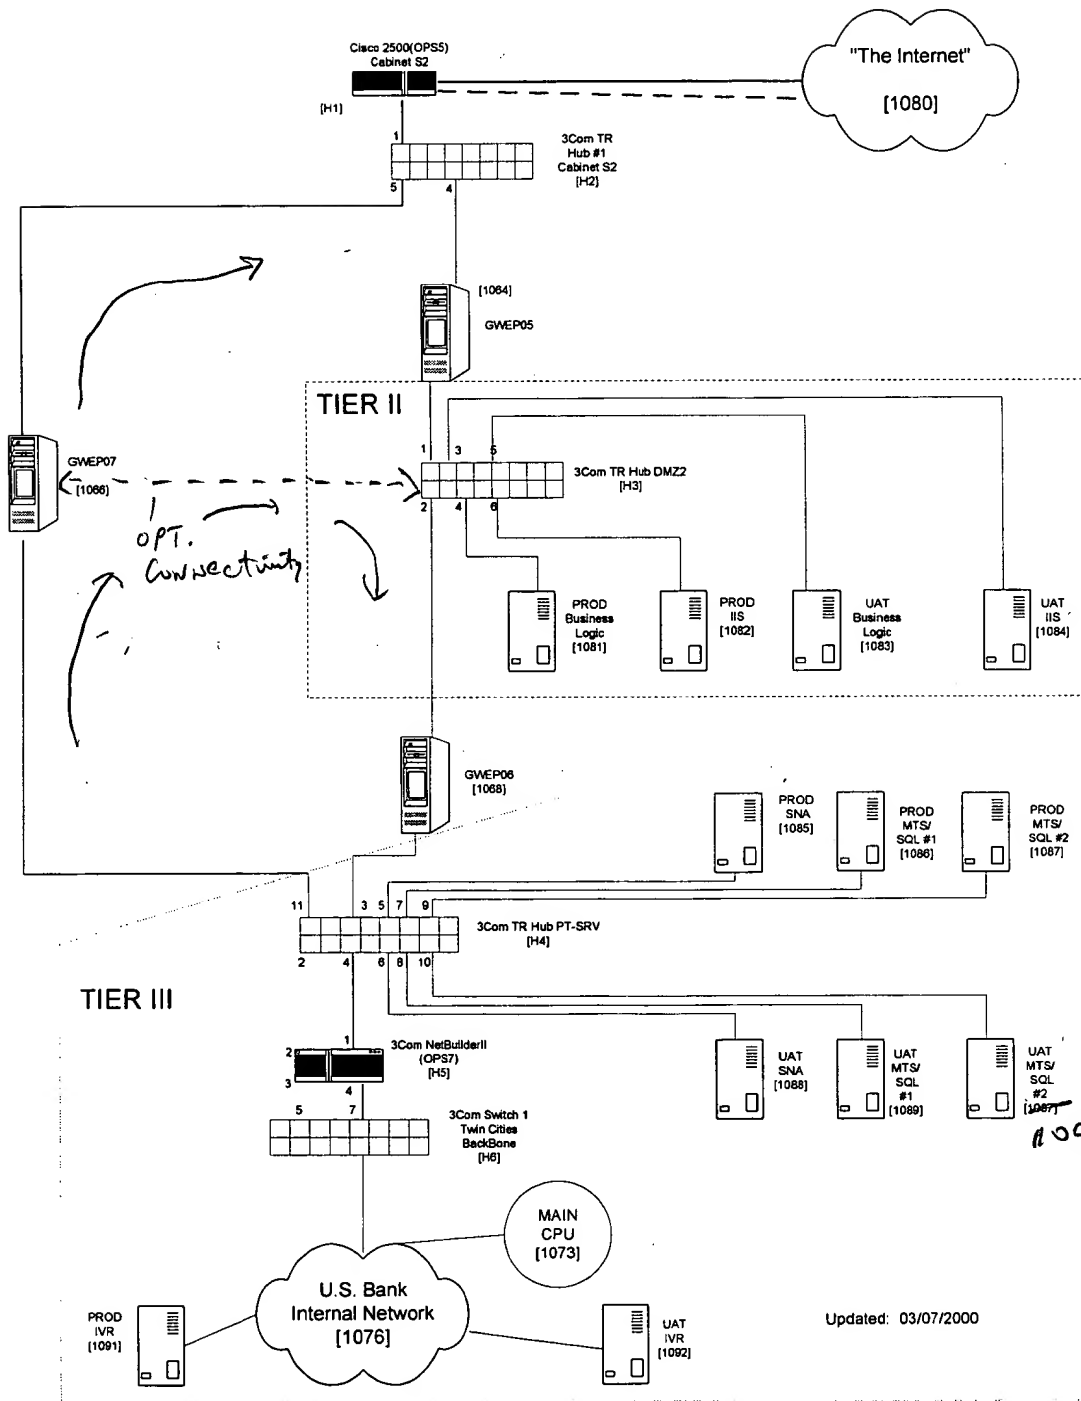 Cisco 2500(OPS5)
Cabinet S2
[H1]
"The Internet"
[1080]
1
3Com TR
Hub #1
Cabinet S2
[H2]
5
4
[1064]
GWEP05
TIER II
1
3
5
3Com TR Hub DMZ2
[H3]
2
4
6
GWEP07
[1066]
OPT.
Connectivity
PROD
Business
Logic
[1081]
PROD
IIS
[1082]
UAT
Business
Logic
[1083]
UAT
IIS
[1084]
GWEP06
[1068]
PROD
SNA
[1085]
PROD
MTS/
SQL #1
[1086]
PROD
MTS/
SQL #2
[1087]
11
3
5
7
9
3Com TR Hub PT-SRV
[H4]
2
4
6
8
10
TIER III
1
2
3
4
3Com NetBuilderII
(OPS7)
[H5]
UAT
SNA
[1088]
UAT
MTS/
SQL
#1
[1089]
UAT
MTS/
SQL
#2
[1087]
5
7
3Com Switch 1
Twin Cities
BackBone
[H6]
MAIN
CPU
[1073]
U.S. Bank
Internal Network
[1076]
PROD
IVR
[1091]
UAT
IVR
[1092]
Updated: 03/07/2000